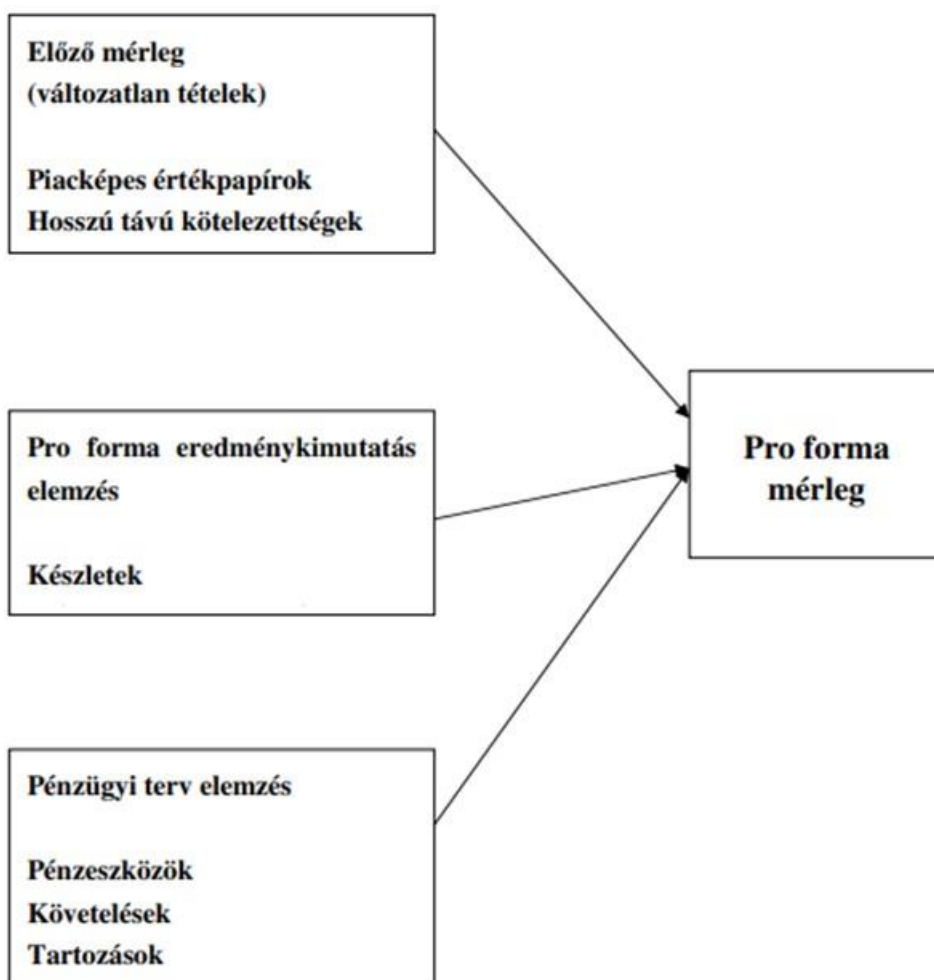 Előző mérleg
(változatlan tételek)
Piacképes értékpapírok
Hosszú távú kötelezettségek
Pro forma eredménykimutatás
elemzés
Készletek
Pro forma
mérleg
Pénzügyi terv elemzés
Pénzeszközök
Követelések
Tartozások